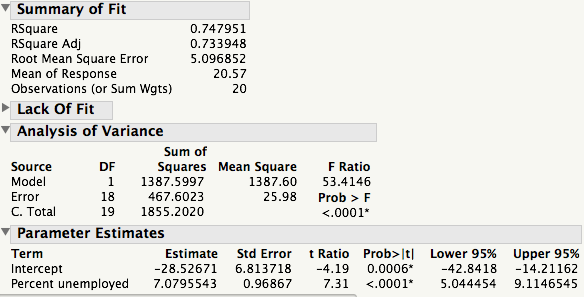 Summary of Fit
RSquare 0.747951
RSquare Adj 0.733948
Root Mean Square Error 5.096852
Mean of Response 20.57
Observations (or Sum Wgts) 20
Lack Of Fit
Analysis of Variance
Sum of
Source DF Squares Mean Square F Ratio
Model 1 1387.5997 1387.60 53.4146
Error 18 467.6023 25.98 Prob > F
C. Total 19 1855.2020 <.0001*
Parameter Estimates
Term Estimate Std Error t Ratio Prob>|t| Lower 95% Upper 95%
Intercept -28.52671 6.813718 -4.19 0.0006* -42.8418 -14.21162
Percent unemployed 7.0795543 0.96867 7.31 <.0001* 5.044454 9.1146545